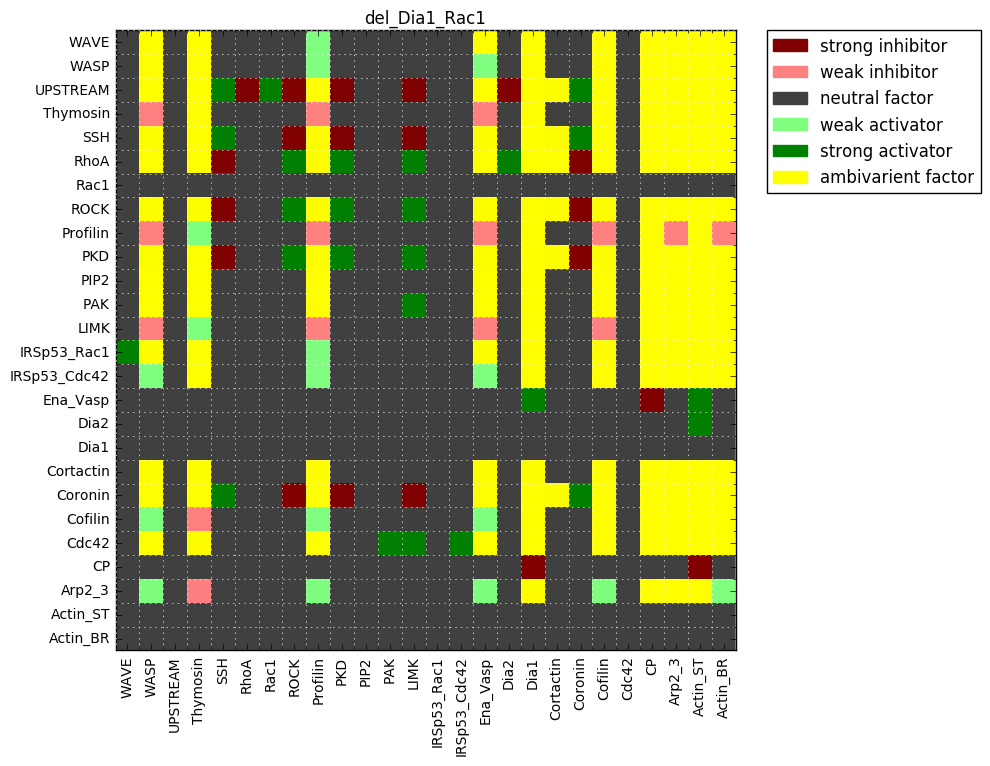 del_Dia1_Rac1
WAVE
WASP
UPSTREAM
Thymosin
SSH
RhoA
Rac1
ROCK
Profilin
PKD
PIP2
PAK
LIMK
IRSp53_Rac1
IRSp53_Cdc42
Ena_Vasp
Dia2
Dia1
Cortactin
Coronin
Cofilin
Cdc42
CP
Arp2_3
Actin_ST
Actin_BR
WAVE
WASP
UPSTREAM
Thymosin
SSH
RhoA
Rac1
ROCK
Profilin
PKD
PIP2
PAK
LIMK
IRSp53_Rac1
IRSp53_Cdc42
Ena_Vasp
Dia2
Dia1
Cortactin
Coronin
Cofilin
Cdc42
CP
Arp2_3
Actin_ST
Actin_BR
strong inhibitor
weak inhibitor
neutral factor
weak activator
strong activator
ambivarient factor